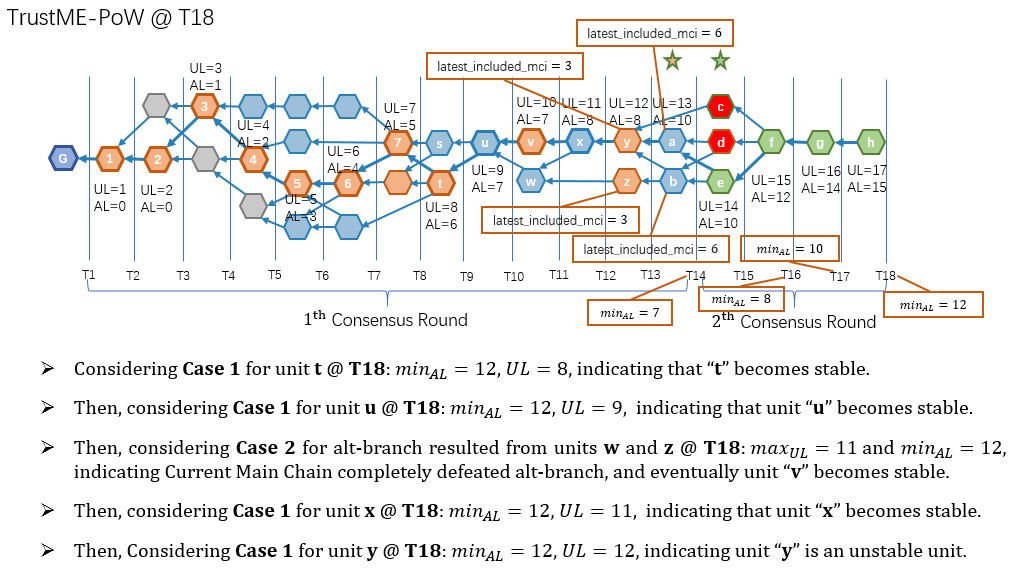 TrustME-PoW @ T18
latest_included_mci = 6
latest_included_mci = 3
UL=3
AL=1
UL=4
AL=2
UL=7
AL=5
UL=10
AL=7
UL=11
AL=8
UL=12
AL=8
UL=13
AL=10
G
1
2
3
4
5
6
7
s
t
u
v
w
x
y
z
a
b
c
d
e
f
g
h
UL=1
AL=0
UL=2
AL=0
UL=5
AL=3
UL=6
AL=4
UL=8
AL=6
UL=9
AL=7
UL=14
AL=10
UL=15
AL=12
UL=16
AL=14
UL=17
AL=15
latest_included_mci = 3
latest_included_mci = 6
min_AL = 10
T1 T2 T3 T4 T5 T6 T7 T8 T9 T10 T11 T12 T13 T14 T15 T16 T17 T18
min_AL = 7
min_AL = 8
min_AL = 12
1th Consensus Round
2th Consensus Round
➤ Considering Case 1 for unit t @ T18: min_AL = 12, UL = 8, indicating that “t” becomes stable.
➤ Then, considering Case 1 for unit u @ T18: min_AL = 12, UL = 9, indicating that unit “u” becomes stable.
➤ Then, considering Case 2 for alt-branch resulted from units w and z @ T18: max_UL = 11 and min_AL = 12,
indicating Current Main Chain completely defeated alt-branch, and eventually unit “v” becomes stable.
➤ Then, considering Case 1 for unit x @ T18: min_AL = 12, UL = 11, indicating that unit “x” becomes stable.
➤ Then, Considering Case 1 for unit y @ T18: min_AL = 12, UL = 12, indicating unit “y” is an unstable unit.